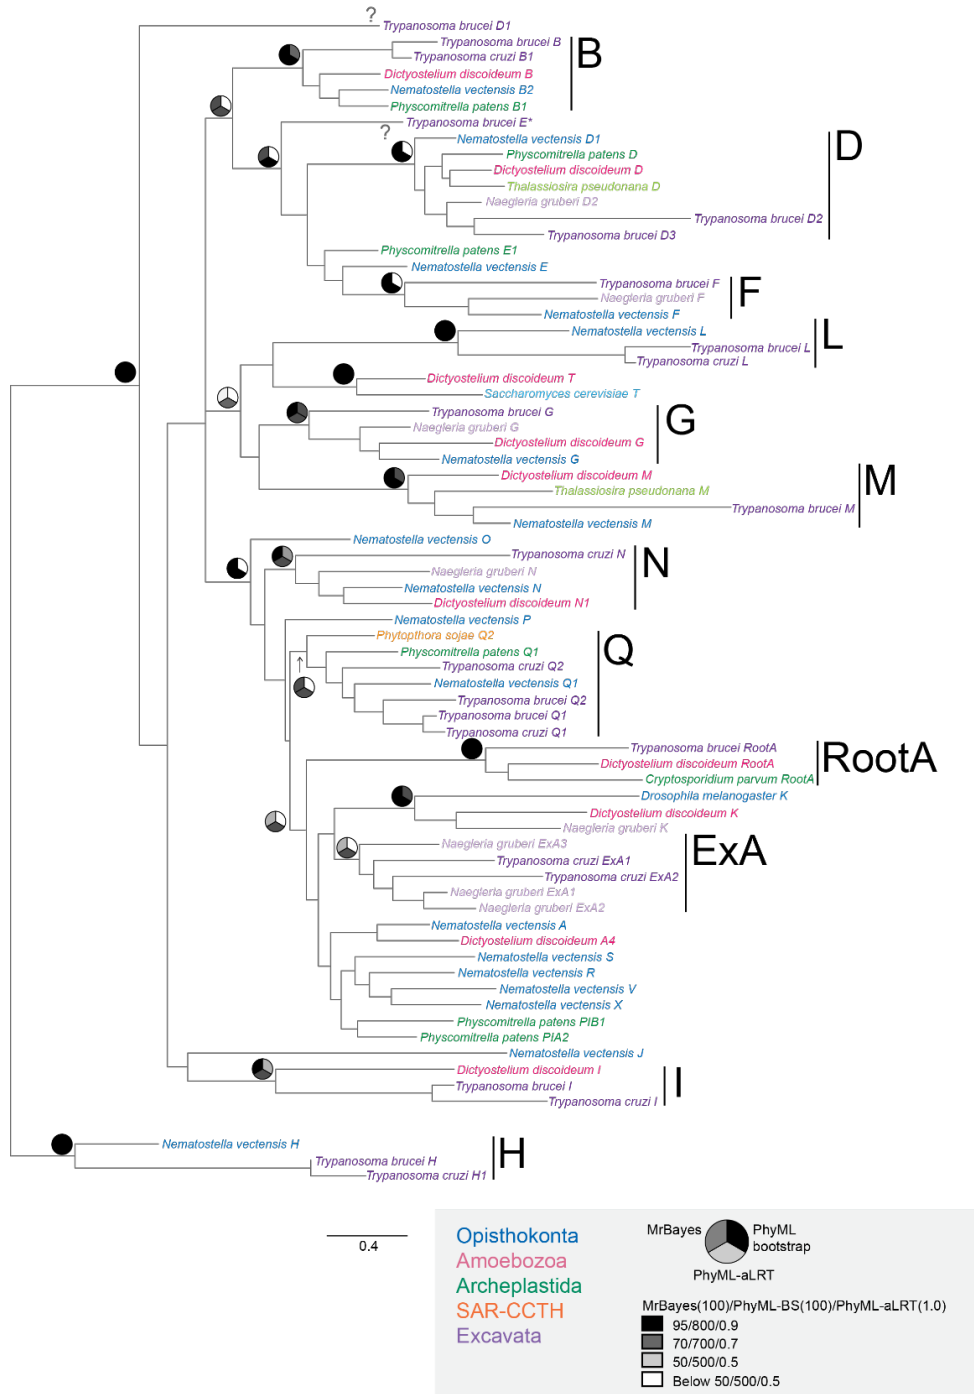 ?
Trypanosoma brucei D1
Trypanosoma brucei B
Trypanosoma cruzi B1
Dictyostelium discoideum B
Nematostella vectensis B2
Physcomitrella patens B1
B
Trypanosoma brucei E*
?
Nematostella vectensis D1
Physcomitrella patens D
Dictyostelium discoideum D
Thalassiosira pseudonana D
Naegleria gruberi D2
Trypanosoma brucei D2
Trypanosoma brucei D3
D
Physcomitrella patens E1
Nematostella vectensis E
Trypanosoma brucei F
Naegleria gruberi F
Nematostella vectensis F
F
Nematostella vectensis L
Trypanosoma brucei L
Trypanosoma cruzi L
L
Dictyostelium discoideum T
Saccharomyces cerevisiae T
Trypanosoma brucei G
Naegleria gruberi G
Dictyostelium discoideum G
Nematostella vectensis G
G
Dictyostelium discoideum M
Thalassiosira pseudonana M
Trypanosoma brucei M
Nematostella vectensis M
M
Nematostella vectensis O
Trypanosoma cruzi N
Naegleria gruberi N
Nematostella vectensis N
Dictyostelium discoideum N1
N
Nematostella vectensis P
Phytopthora sojae Q2
Physcomitrella patens Q1
Trypanosoma cruzi Q2
Nematostella vectensis Q1
Trypanosoma brucei Q2
Trypanosoma brucei Q1
Trypanosoma cruzi Q1
Q
Trypanosoma brucei RootA
Dictyostelium discoideum RootA
Cryptosporidium parvum RootA
RootA
Drosophila melanogaster K
Dictyostelium discoideum K
Naegleria gruberi K
Naegleria gruberi ExA3
Trypanosoma cruzi ExA1
Trypanosoma cruzi ExA2
Naegleria gruberi ExA1
Naegleria gruberi ExA2
ExA
Nematostella vectensis A
Dictyostelium discoideum A4
Nematostella vectensis S
Nematostella vectensis R
Nematostella vectensis V
Nematostella vectensis X
Physcomitrella patens PIB1
Physcomitrella patens PIA2
Nematostella vectensis J
Dictyostelium discoideum I
Trypanosoma brucei I
Trypanosoma cruzi I
I
Nematostella vectensis H
Trypanosoma brucei H
Trypanosoma cruzi H1
H
0.4
Opisthokonta
Amoebozoa
Archeplastida
SAR-CCTH
Excavata
MrBayes
PhyML
bootstrap
PhyML-aLRT
MrBayes(100)/PhyML-BS(100)/PhyML-aLRT(1.0)
95/800/0.9
70/700/0.7
50/500/0.5
Below 50/500/0.5